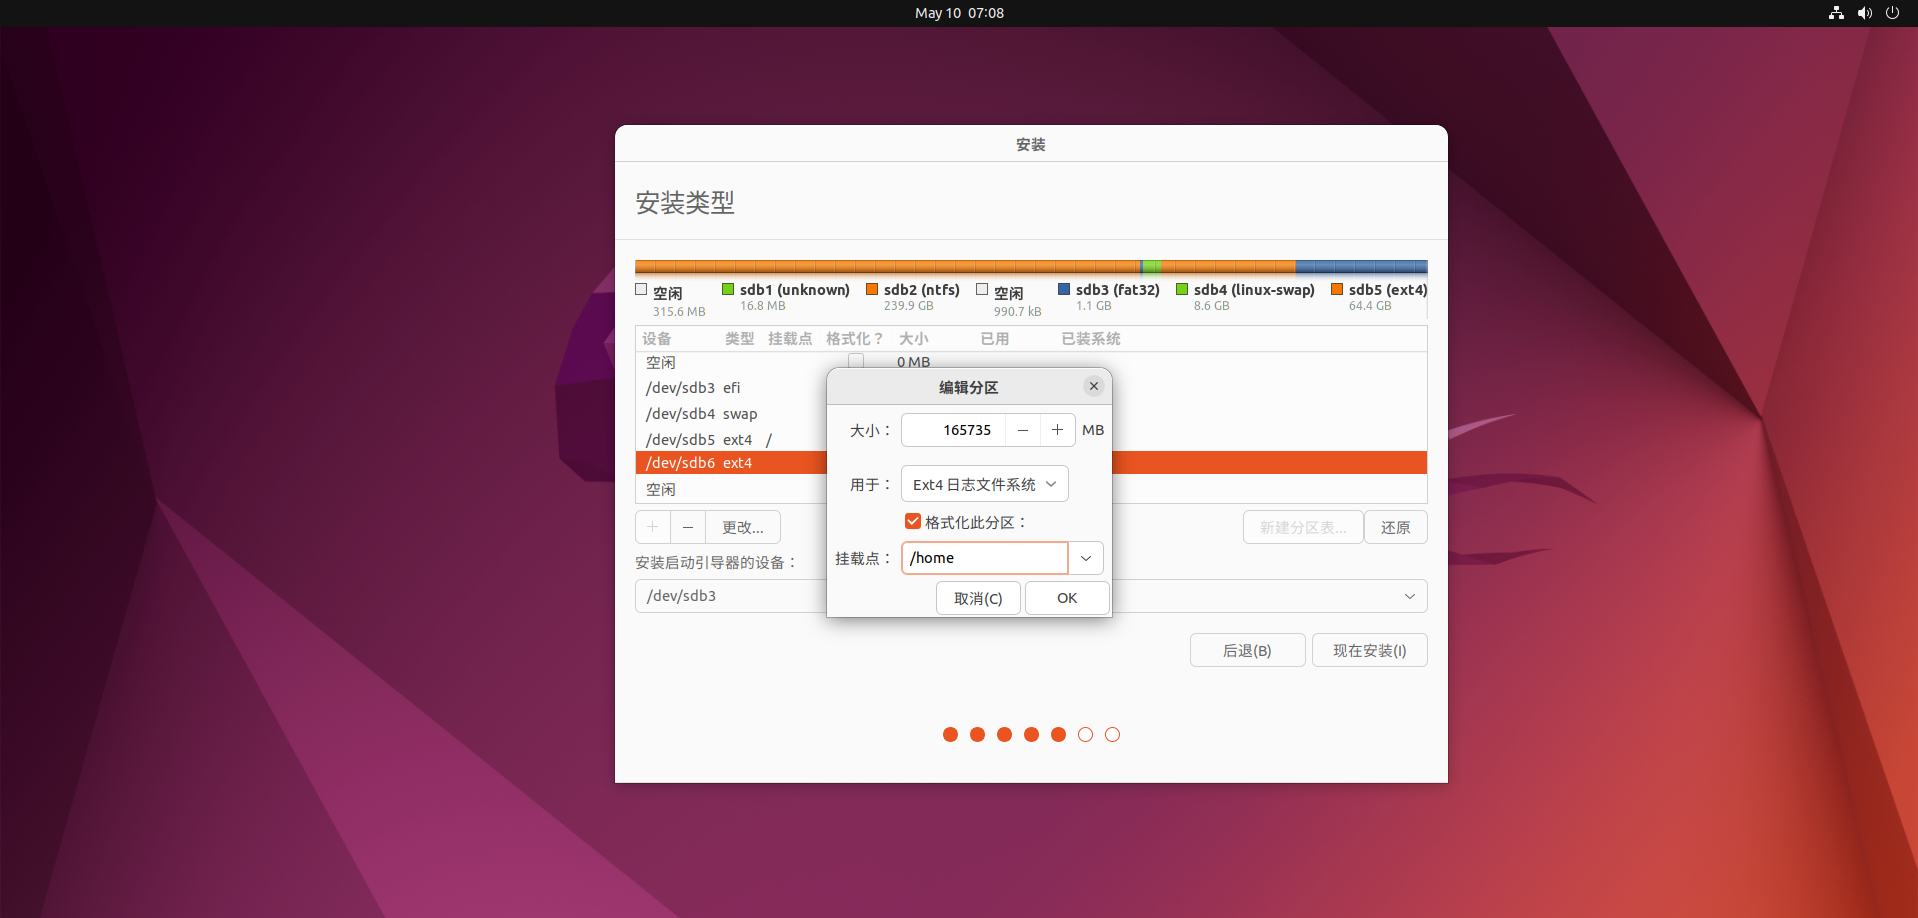 May 10 07:08
安装
安装类型
空闲 sdb1 (unknown) sdb2 (ntfs) 空闲 sdb3 (fat32) sdb4 (linux-swap) sdb5 (ext4)
315.6 MB 16.8 MB 239.9 GB 990.7 kB 1.1 GB 8.6 GB 64.4 GB
设备 类型 挂载点 格式化？ 大小 已用 已装系统
空闲 0 MB
/dev/sdb3 efi
/dev/sdb4 swap
/dev/sdb5 ext4 /
/dev/sdb6 ext4
空闲
+ － 更改... 新建分区表... 还原
安装启动引导器的设备：
/dev/sdb3
后退(B) 现在安装(I)
编辑分区
大小： 165735 － + MB
用于： Ext4 日志文件系统
格式化此分区：
挂载点： /home
取消(C) OK